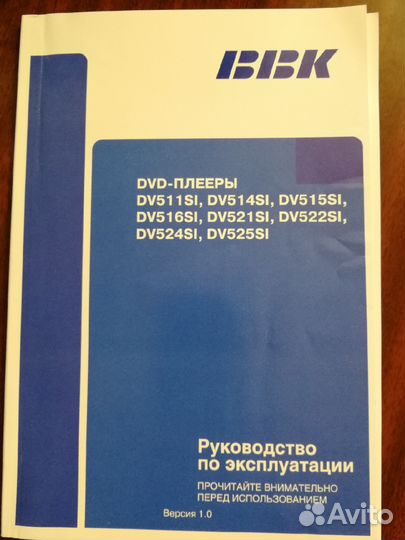 BBK
DVD-ПЛЕЕРЫ
DV511SI, DV514SI, DV515SI,
DV516SI, DV521SI, DV522SI,
DV524SI, DV525SI
Руководство
по эксплуатации
ПРОЧИТАЙТЕ ВНИМАТЕЛЬНО
ПЕРЕД ИСПОЛЬЗОВАНИЕМ
Версия 1.0
Avito